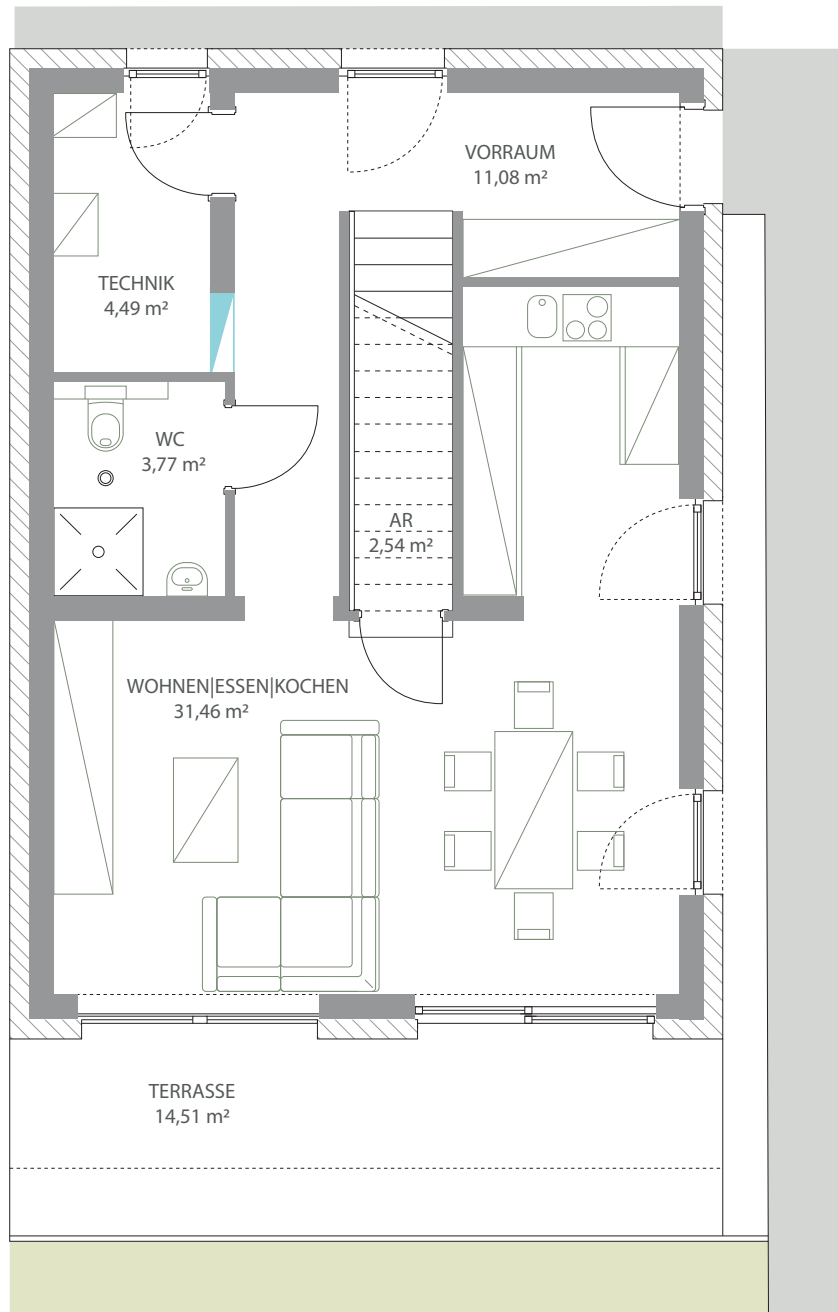 VORRAUM
11,08 m²
TECHNIK
4,49 m²
WC
3,77 m²
AR
2,54 m²
WOHNEN|ESSEN|KOCHEN
31,46 m²
TERRASSE
14,51 m²